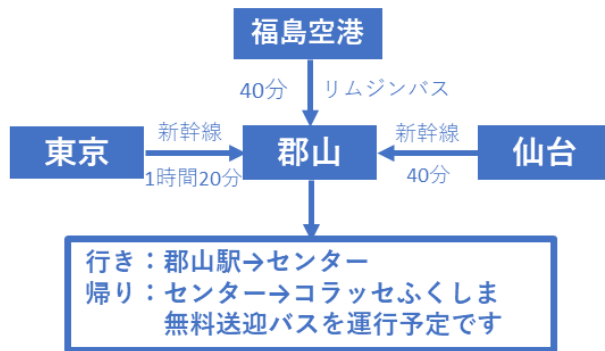 福島空港
40分 リムジンバス
新幹線 新幹線
東京 郡山 仙台
1時間20分 40分
行き：郡山駅→センター
帰り：センター→コラッセふくしま
無料送迎バスを運行予定です